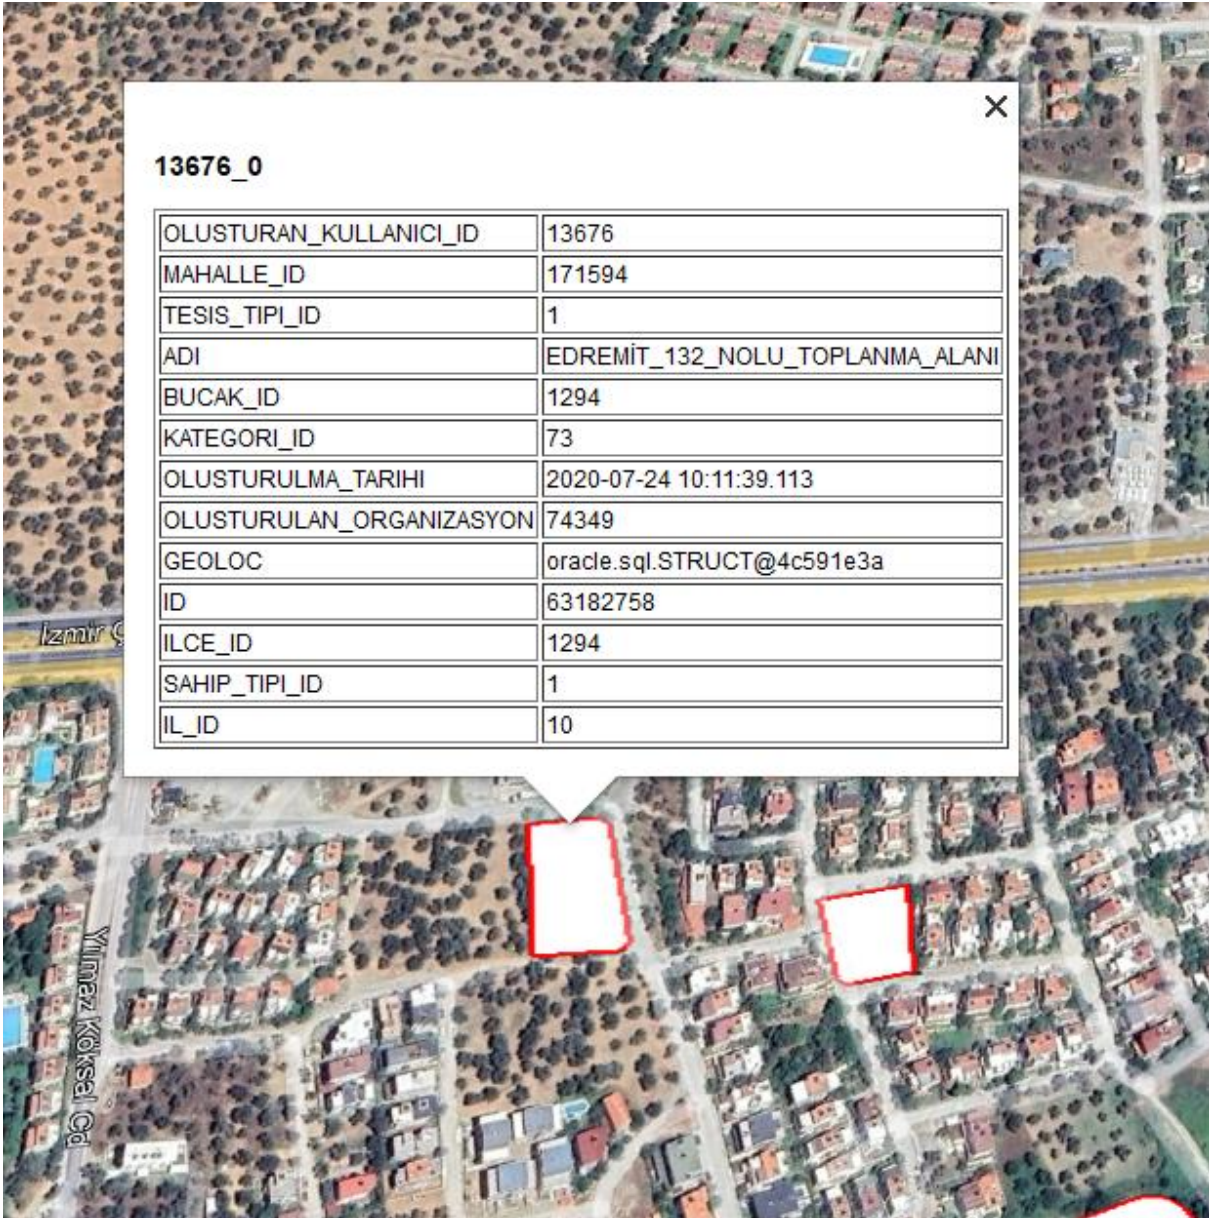 13676_0
OLUSTURAN_KULLANICI_ID 13676
MAHALLE_ID 171594
TESIS_TIPI_ID 1
ADI EDREMİT_132_NOLU_TOPLANMA_ALANI
BUCAK_ID 1294
KATEGORI_ID 73
OLUSTURULMA_TARIHI 2020-07-24 10:11:39.113
OLUSTURULAN_ORGANIZASYON 74349
GEOLOC oracle.sql.STRUCT@4c591e3a
ID 63182758
ILCE_ID 1294
SAHIP_TIPI_ID 1
IL_ID 10
İzmir
Yılmaz Köksal Cd